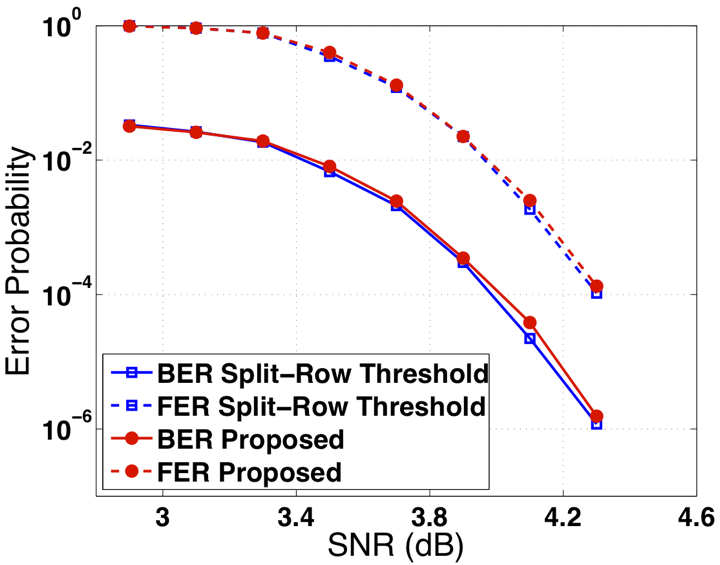 10^0
10^-2
10^-4
10^-6
Error Probability
BER Split-Row Threshold
FER Split-Row Threshold
BER Proposed
FER Proposed
3 3.4 3.8 4.2 4.6
SNR (dB)